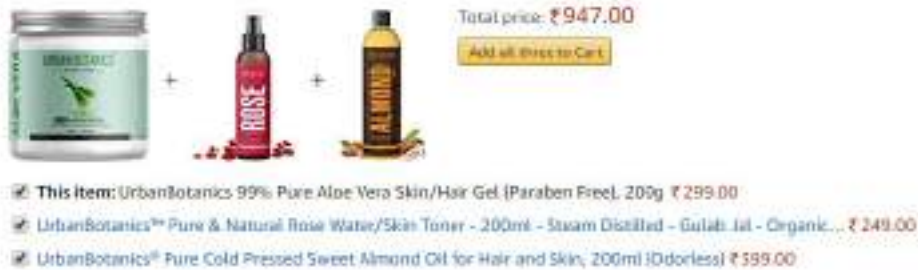 Total price: ₹947.00
Add all three to Cart
URBANBOTANICS
+
ROSE
+
ALMOND
This item: UrbanBotanics 99% Pure Aloe Vera Skin/Hair Gel (Paraben Free), 200g ₹299.00
UrbanBotanics™ Pure & Natural Rose Water/Skin Toner - 200ml - Steam Distilled - Gulab Jal - Organic... ₹249.00
UrbanBotanics® Pure Cold Pressed Sweet Almond Oil for Hair and Skin, 200ml (Odorless) ₹399.00